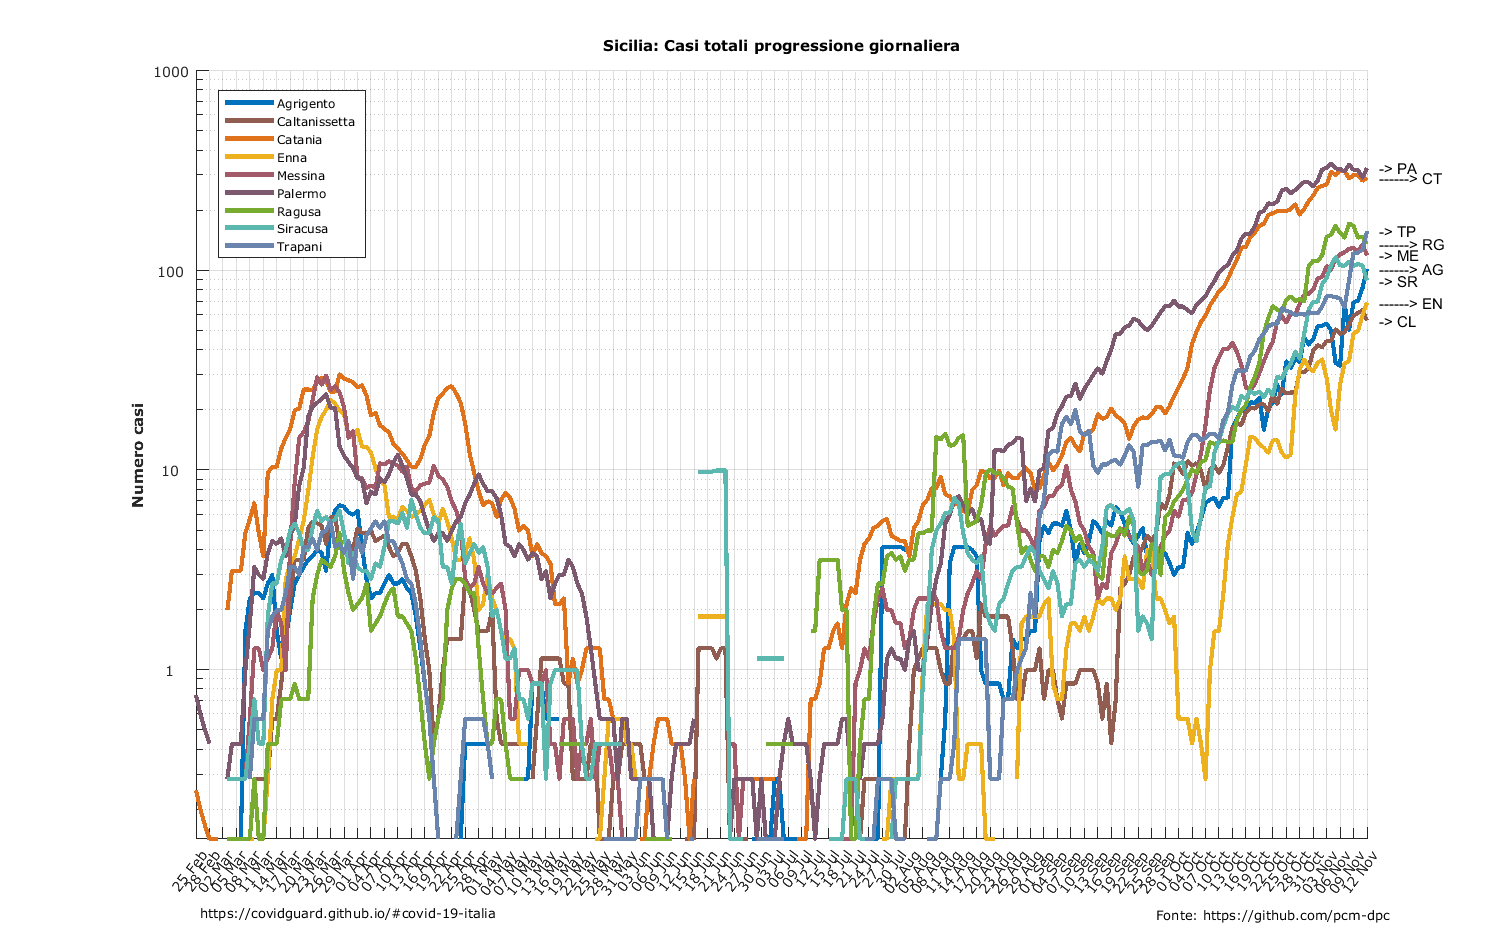 Sicilia: Casi totali progressione giornaliera
Numero casi
1000
100
10
1
Agrigento
Caltanissetta
Catania
Enna
Messina
Palermo
Ragusa
Siracusa
Trapani
-> PA
------> CT
-> TP
------> RG
-> ME
------> AG
-> SR
------> EN
-> CL
25 Feb
28 Feb
02 Mar
05 Mar
08 Mar
11 Mar
14 Mar
17 Mar
20 Mar
23 Mar
26 Mar
29 Mar
01 Apr
04 Apr
07 Apr
10 Apr
13 Apr
16 Apr
19 Apr
22 Apr
25 Apr
28 Apr
01 May
04 May
07 May
10 May
13 May
16 May
19 May
22 May
25 May
28 May
31 May
03 Jun
06 Jun
09 Jun
12 Jun
15 Jun
18 Jun
21 Jun
24 Jun
27 Jun
30 Jun
03 Jul
06 Jul
09 Jul
12 Jul
15 Jul
18 Jul
21 Jul
24 Jul
27 Jul
30 Jul
02 Aug
05 Aug
08 Aug
11 Aug
14 Aug
17 Aug
20 Aug
23 Aug
26 Aug
29 Aug
01 Sep
04 Sep
07 Sep
10 Sep
13 Sep
16 Sep
19 Sep
22 Sep
25 Sep
28 Sep
01 Oct
04 Oct
07 Oct
10 Oct
13 Oct
16 Oct
19 Oct
22 Oct
25 Oct
28 Oct
31 Oct
03 Nov
06 Nov
09 Nov
12 Nov
https://covidguard.github.io/#covid-19-italia
Fonte: https://github.com/pcm-dpc